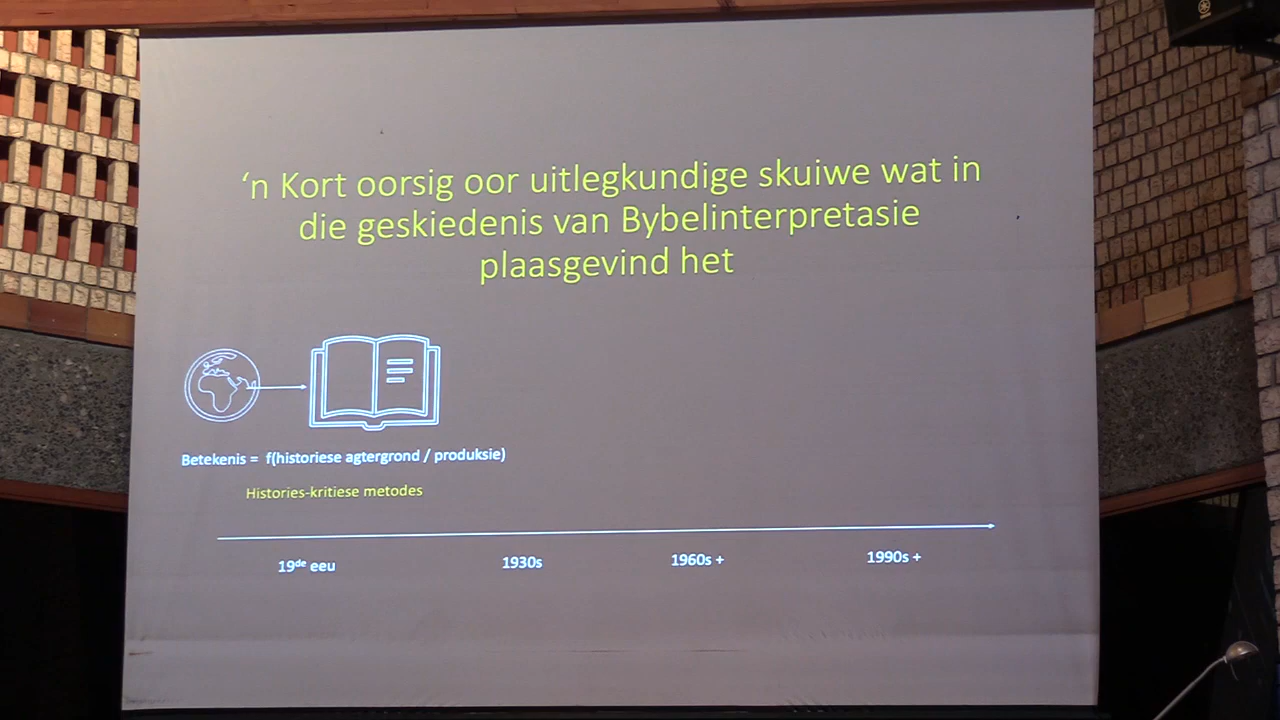 ‘n Kort oorsig oor uitlegkundige skuiwe wat in
die geskiedenis van Bybelinterpretasie
plaasgevind het
Betekenis = f(historiese agtergrond / produksie)
Histories-kritiese metodes
19de eeu
1930s
1960s +
1990s +